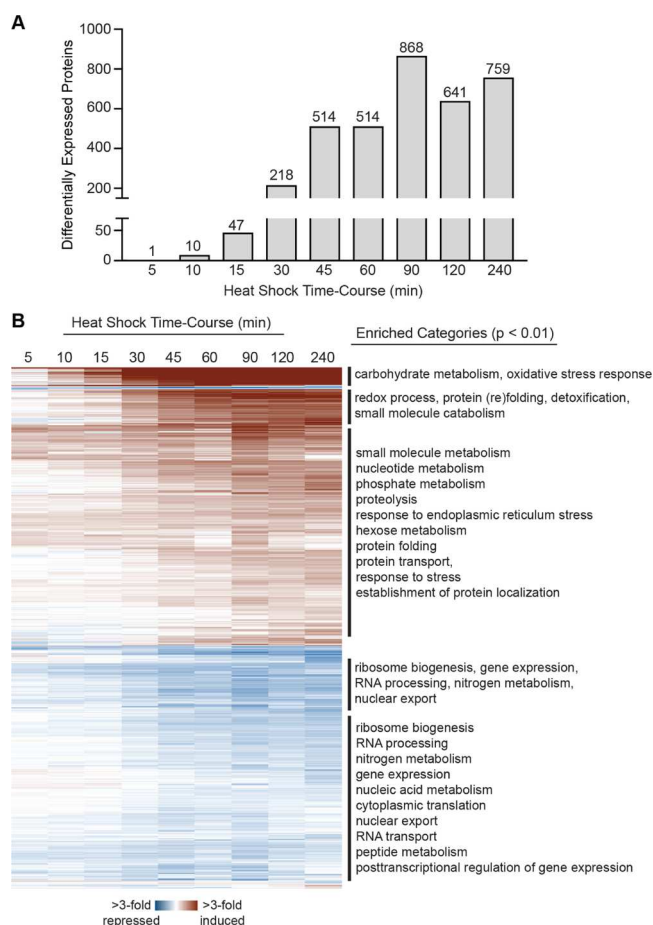 A
Differentially Expressed Proteins
1000
800
600
400
200
50
0
1
10
47
218
514
514
868
641
759
5 10 15 30 45 60 90 120 240
Heat Shock Time-Course (min)
B
Heat Shock Time-Course (min)
Enriched Categories (p < 0.01)
5 10 15 30 45 60 90 120 240
carbohydrate metabolism, oxidative stress response
redox process, protein (re)folding, detoxification,
small molecule catabolism
small molecule metabolism
nucleotide metabolism
phosphate metabolism
proteolysis
response to endoplasmic reticulum stress
hexose metabolism
protein folding
protein transport,
response to stress
establishment of protein localization
ribosome biogenesis, gene expression,
RNA processing, nitrogen metabolism,
nuclear export
ribosome biogenesis
RNA processing
nitrogen metabolism
gene expression
nucleic acid metabolism
cytoplasmic translation
nuclear export
RNA transport
peptide metabolism
posttranscriptional regulation of gene expression
>3-fold
repressed
>3-fold
induced